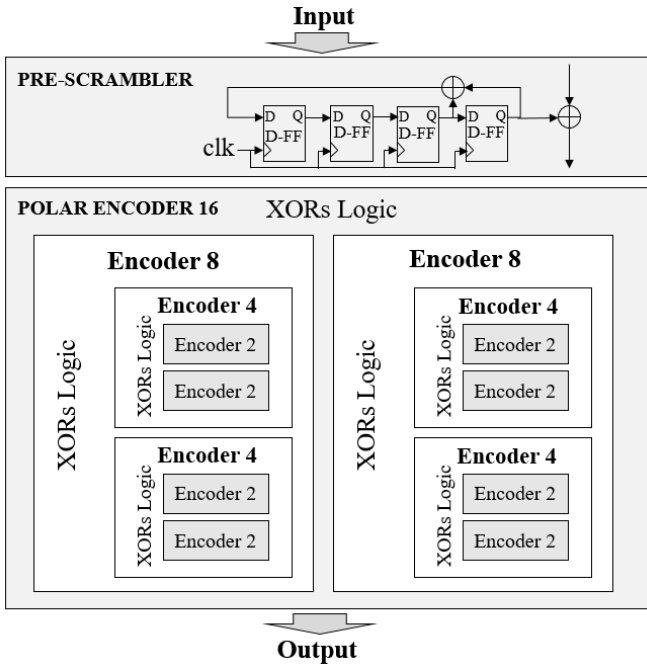 Input
PRE-SCRAMBLER
D Q D Q D Q D Q
D-FF D-FF D-FF D-FF
clk
POLAR ENCODER 16 XORs Logic
Encoder 8
XORs Logic
Encoder 4
XORs Logic
Encoder 2
Encoder 2
Encoder 4
XORs Logic
Encoder 2
Encoder 2
Encoder 8
XORs Logic
Encoder 4
XORs Logic
Encoder 2
Encoder 2
Encoder 4
XORs Logic
Encoder 2
Encoder 2
Output